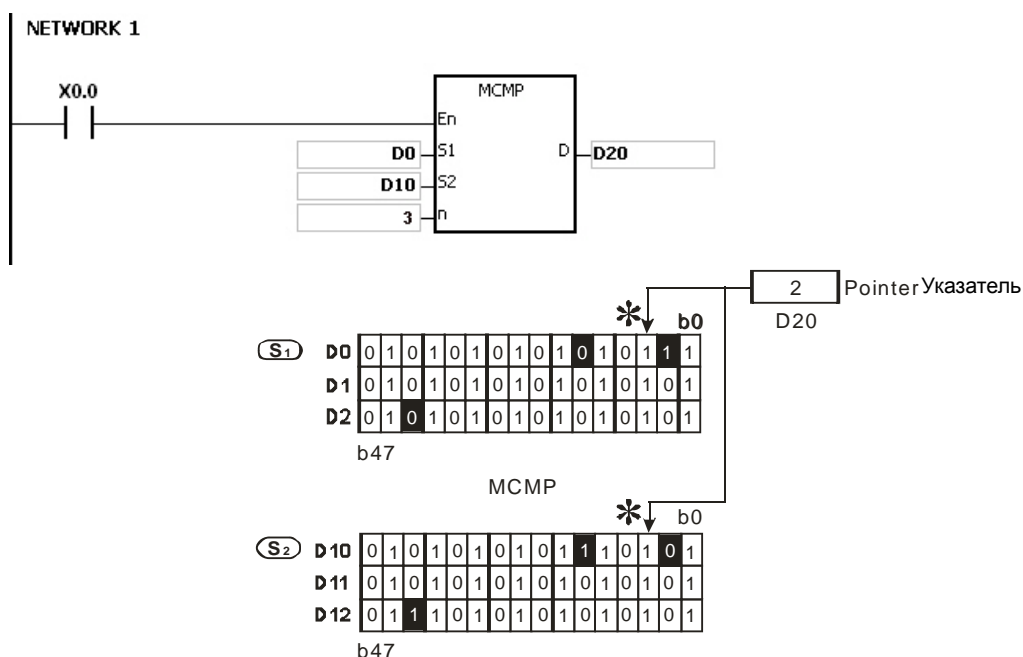 NETWORK 1
X0.0
MCMP
En
D0 S1 D D20
D10 S2
3 n
2 Pointer Указатель
D20
* b0
S1 D0 0 1 0 1 0 1 0 1 0 1 0 1 0 1 1 1
D1 0 1 0 1 0 1 0 1 0 1 0 1 0 1 0 1
D2 0 1 0 1 0 1 0 1 0 1 0 1 0 1 0 1
b47
MCMP
* b0
S2 D10 0 1 0 1 0 1 0 1 0 1 1 1 0 1 0 1
D11 0 1 0 1 0 1 0 1 0 1 0 1 0 1 0 1
D12 0 1 1 1 0 1 0 1 0 1 0 1 0 1 0 1
b47